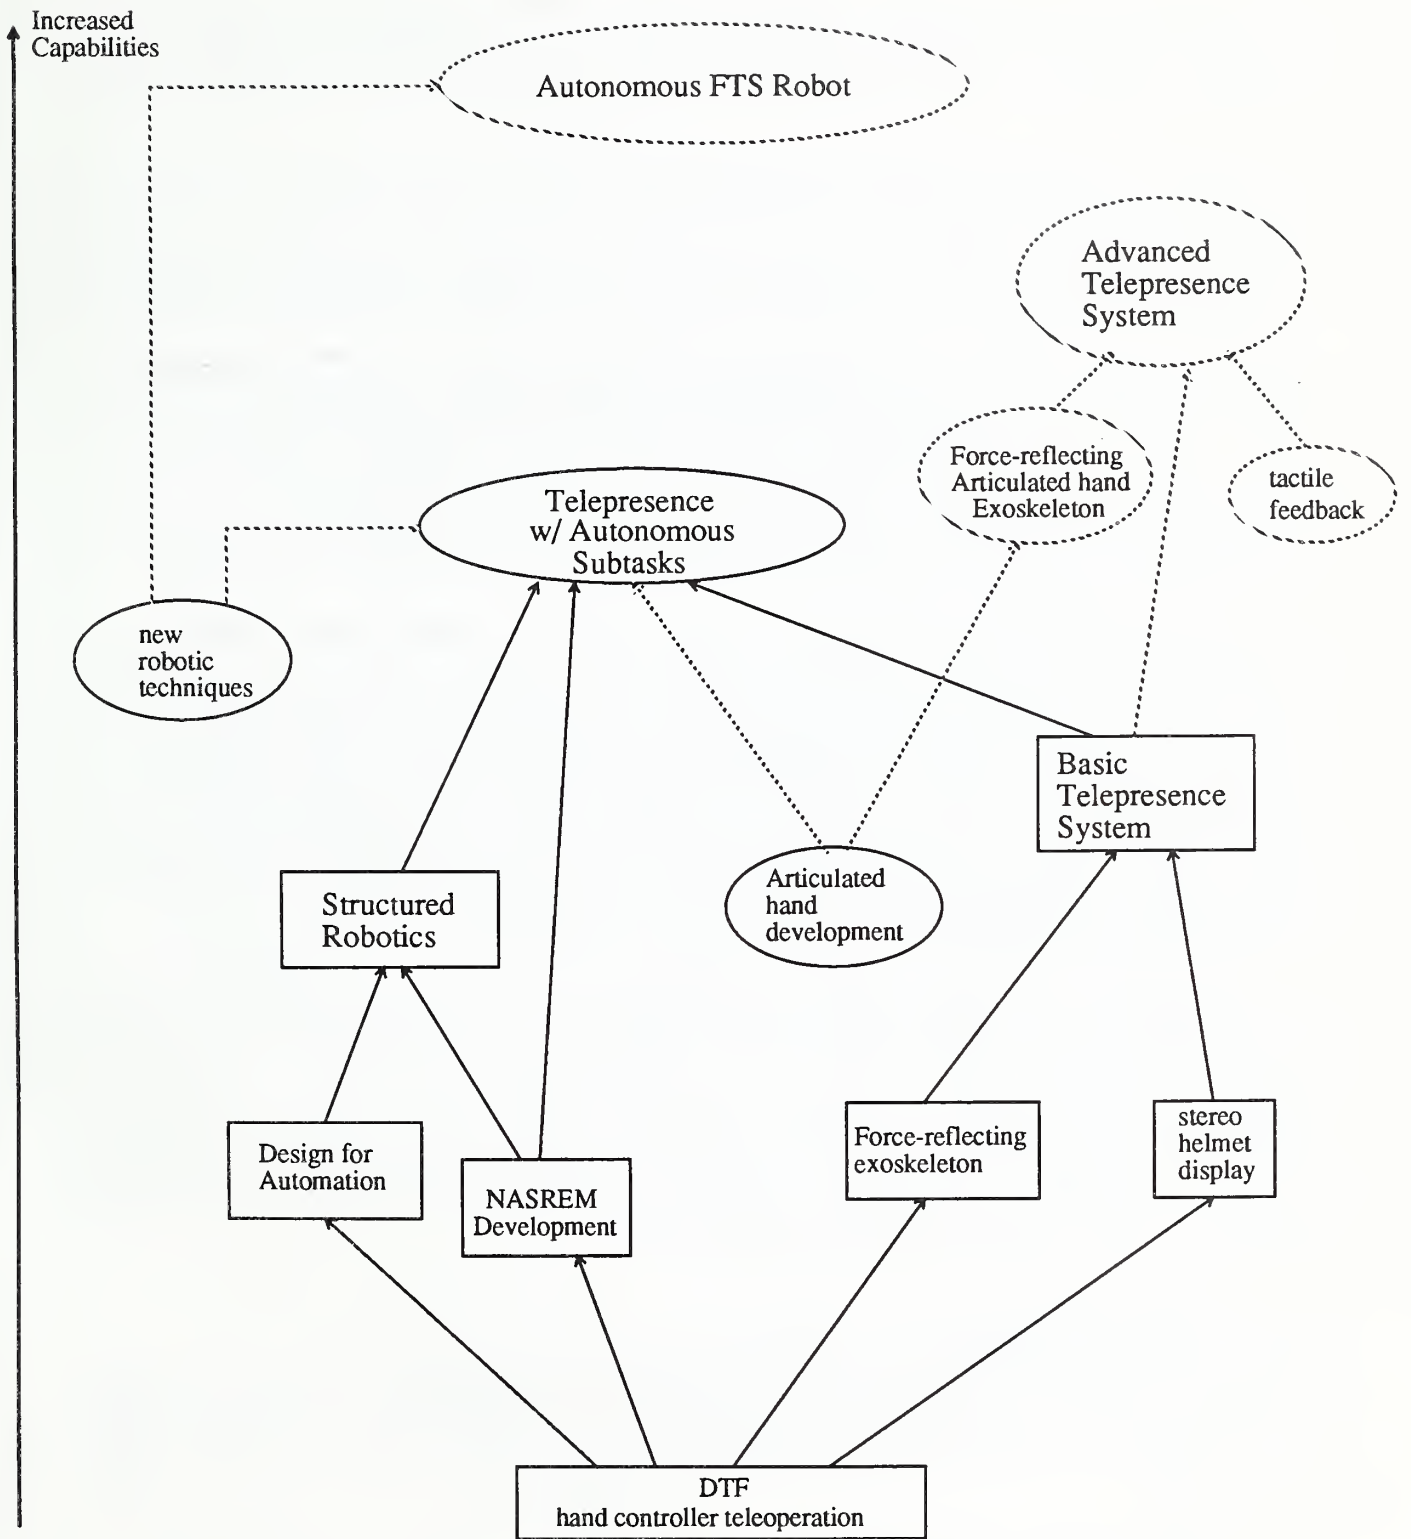 Increased
Capabilities
Autonomous FTS Robot
Advanced
Telepresence
System
Force-reflecting
Articulated hand
Exoskeleton
tactile
feedback
Telepresence
w/ Autonomous
Subtasks
new
robotic
techniques
Basic
Telepresence
System
Articulated
hand
development
Structured
Robotics
Design for
Automation
NASREM
Development
Force-reflecting
exoskeleton
stereo
helmet
display
DTF
hand controller teleoperation